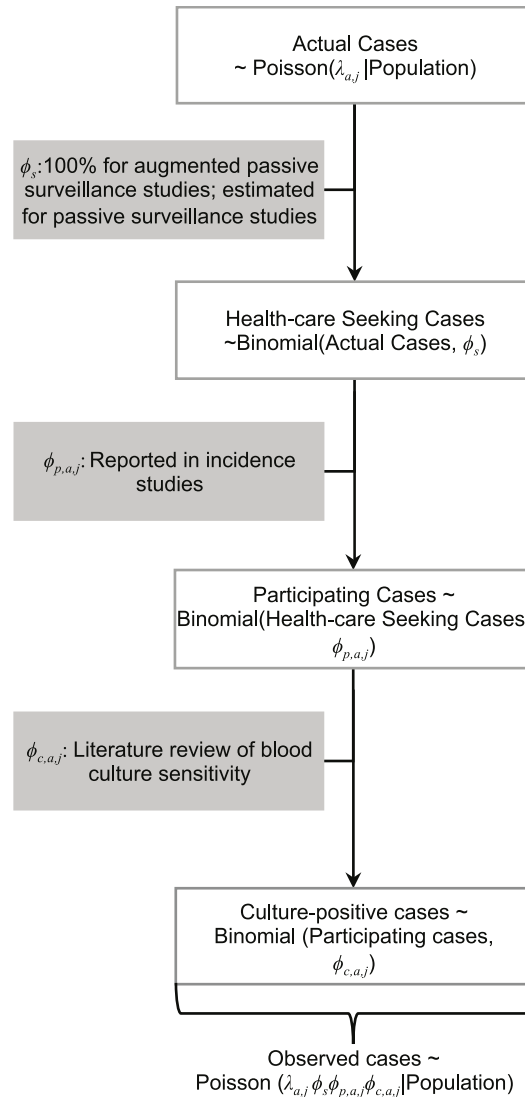 Actual Cases
~ Poisson(λa,j |Population)
ϕs:100% for augmented passive
surveillance studies; estimated
for passive surveillance studies
Health-care Seeking Cases
~Binomial(Actual Cases, ϕs)
ϕp,a,j: Reported in incidence
studies
Participating Cases ~
Binomial(Health-care Seeking Cases
ϕp,a,j)
ϕc,a,j: Literature review of blood
culture sensitivity
Culture-positive cases ~
Binomial (Participating cases,
ϕc,a,j)
Observed cases ~
Poisson (λa,j ϕsϕp,a,jϕc,a,j|Population)